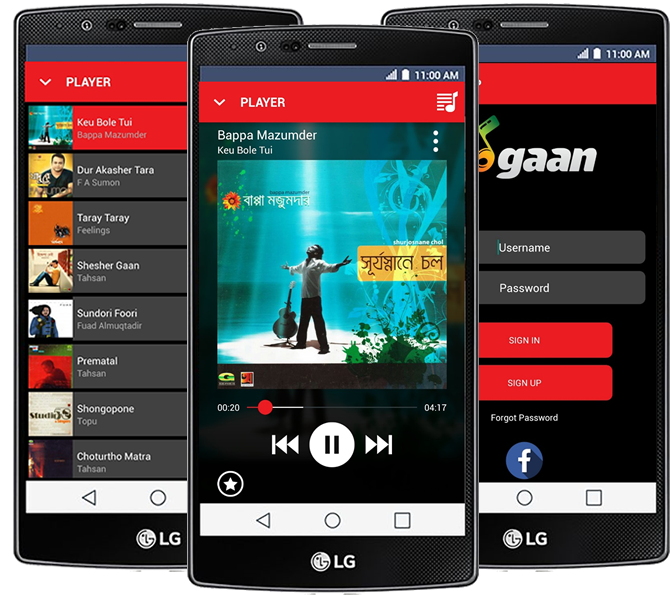 PLAYER
Keu Bole Tui
Bappa Mazumder
Dur Akasher Tara
F A Sumon
Taray Taray
Feelings
Shesher Gaan
Tahsan
Sundori Foori
Fuad Almuqtadir
Prematal
Tahsan
Shongopone
Topu
Choturtho Matra
Tahsan
LG
11:00 AM
PLAYER
Bappa Mazumder
Keu Bole Tui
bappa mazumdar
বাপ্পা মজুমদার
shurjosnane chol
সূর্যস্নানে চল
00:20
04:17
LG
11:00 AM
gaan
Username
Password
SIGN IN
SIGN UP
Forgot Password
f
LG